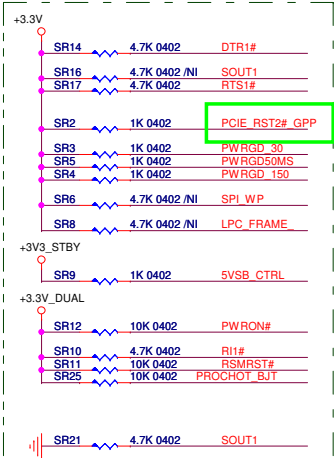 +3.3V
SR14 4.7K 0402 DTR1#
SR16 4.7K 0402 /NI SOUT1
SR17 4.7K 0402 RTS1#
SR2 1K 0402 PCIE_RST2#_GPP
SR3 1K 0402 PWRGD_30
SR5 1K 0402 PWRGD50MS
SR4 1K 0402 PWRGD_150
SR6 4.7K 0402 /NI SPI_WP
SR8 4.7K 0402 /NI LPC_FRAME_
+3V3_STBY
SR9 1K 0402 5VSB_CTRL
+3.3V_DUAL
SR12 10K 0402 PWRON#
SR10 4.7K 0402 RI1#
SR11 10K 0402 RSMRST#
SR25 10K 0402 PROCHOT_BJT
SR21 4.7K 0402 SOUT1